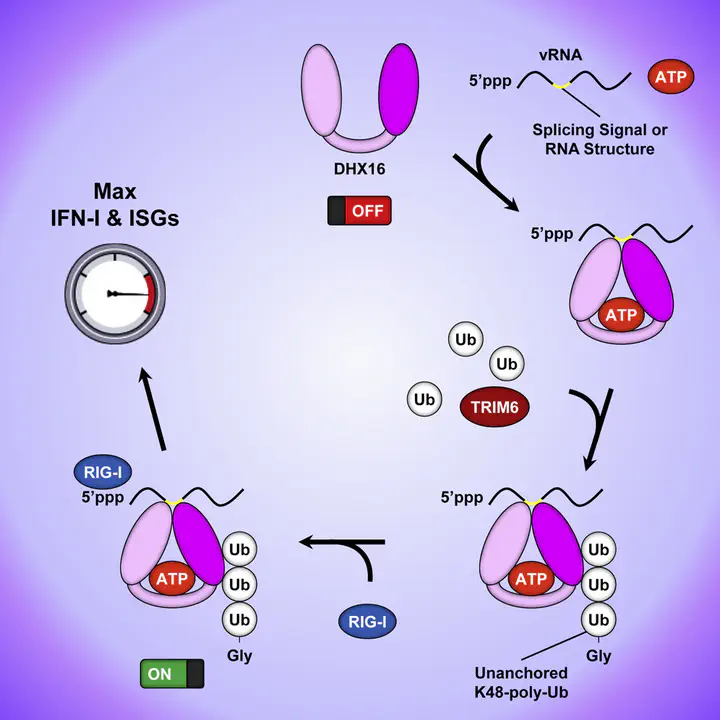 vRNA
5'ppp
ATP
Splicing Signal or
RNA Structure
DHX16
OFF
Max
IFN-I & ISGs
5'ppp
ATP
Ub
Ub
Ub
TRIM6
RIG-I
5'ppp
5'ppp
Ub
ATP
Ub
Ub
Gly
Ub
ATP
Ub
Ub
Gly
RIG-I
ON
Unanchored
K48-poly-Ub